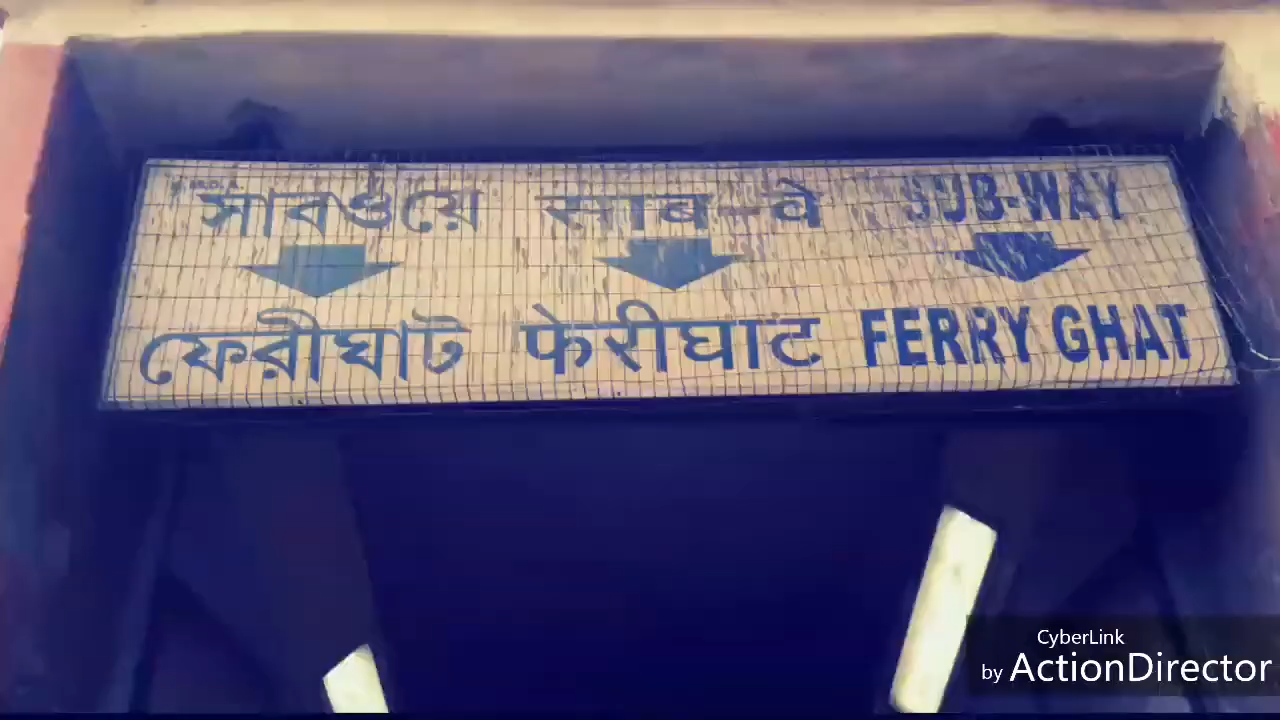 সাবওয়ে साब-वे SUB-WAY
ফেরীঘাট फेरीघाट FERRY GHAT
CyberLink
by ActionDirector